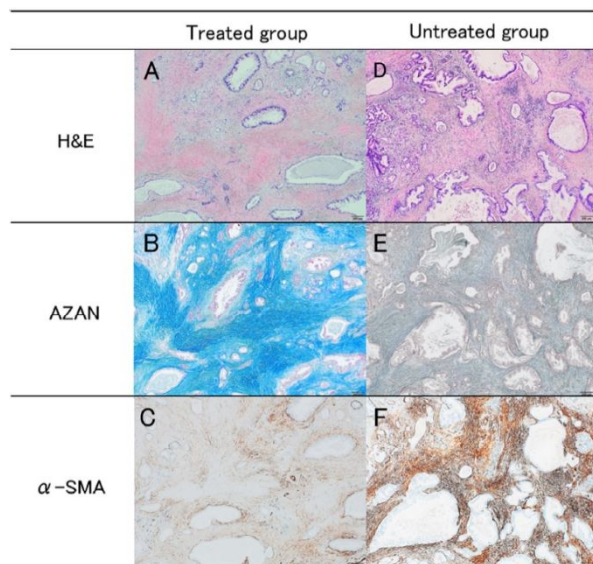 Treated group Untreated group
A D
H&E
B E
AZAN
C F
α-SMA